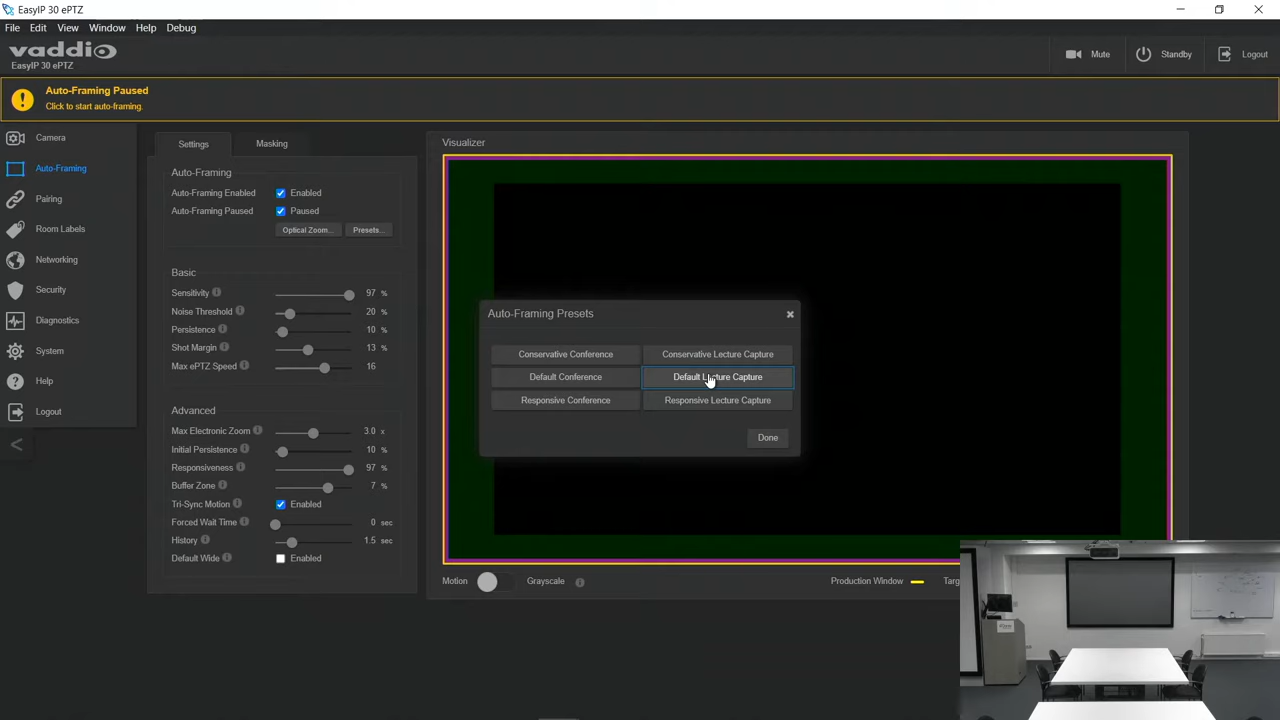 EasyIP 30 ePTZ
File Edit View Window Help Debug
vaddio
EasyIP 30 ePTZ
Mute
Standby
Logout
Auto-Framing Paused
Click to start auto-framing.
Camera
Auto-Framing
Pairing
Room Labels
Networking
Security
Diagnostics
System
Help
Logout
Settings
Masking
Auto-Framing
Auto-Framing Enabled Enabled
Auto-Framing Paused Paused
Optical Zoom... Presets...
Basic
Sensitivity 97 %
Noise Threshold 20 %
Persistence 10 %
Shot Margin 13 %
Max ePTZ Speed 16
Advanced
Max Electronic Zoom 3.0 x
Initial Persistence 10 %
Responsiveness 97 %
Buffer Zone 7 %
Tri-Sync Motion Enabled
Forced Wait Time 0 sec
History 1.5 sec
Default Wide Enabled
Visualizer
Auto-Framing Presets
Conservative Conference Conservative Lecture Capture
Default Conference Default Lecture Capture
Responsive Conference Responsive Lecture Capture
Done
Motion Grayscale Production Window Targ